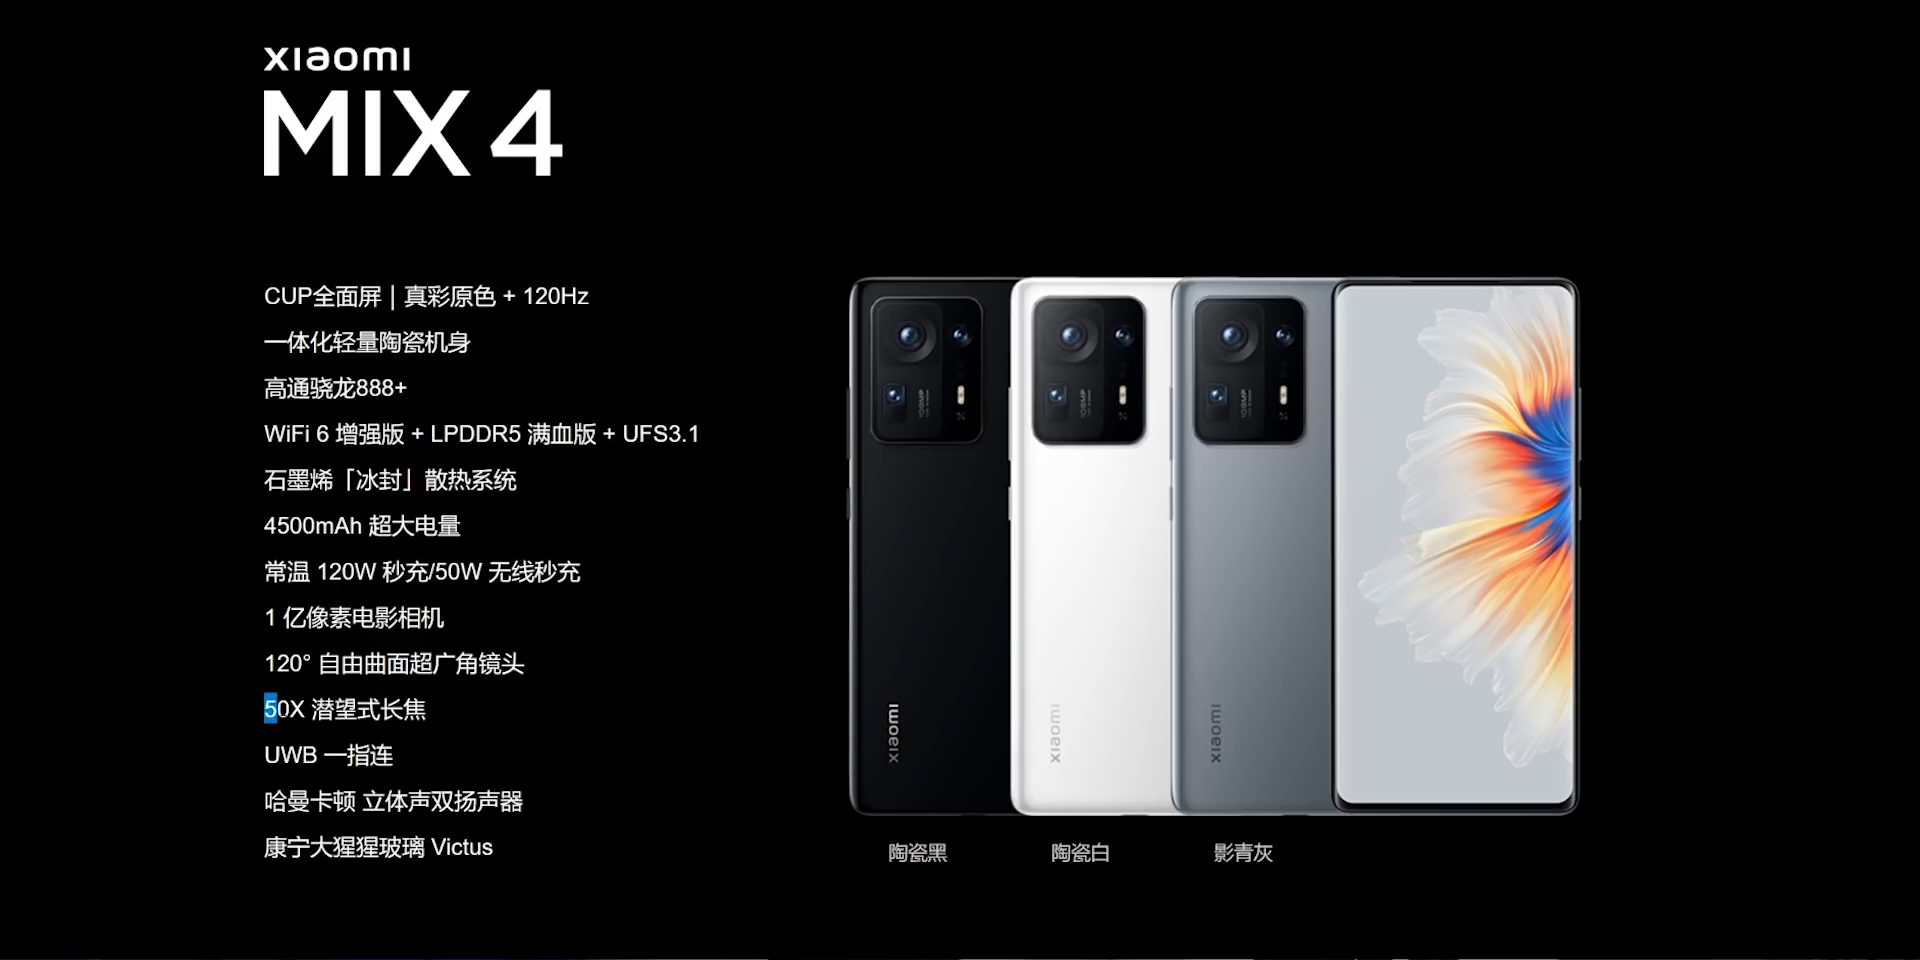 xiaomi
MIX 4
CUP全面屏 | 真彩原色 + 120Hz
一体化轻量陶瓷机身
高通骁龙888+
WiFi 6 增强版 + LPDDR5 满血版 + UFS3.1
石墨烯「冰封」散热系统
4500mAh 超大电量
常温 120W 秒充/50W 无线秒充
1 亿像素电影相机
120° 自由曲面超广角镜头
50X 潜望式长焦
UWB 一指连
哈曼卡顿 立体声双扬声器
康宁大猩猩玻璃 Victus
108MP
108MP
108MP
xiaomi
xiaomi
xiaomi
陶瓷黑
陶瓷白
影青灰